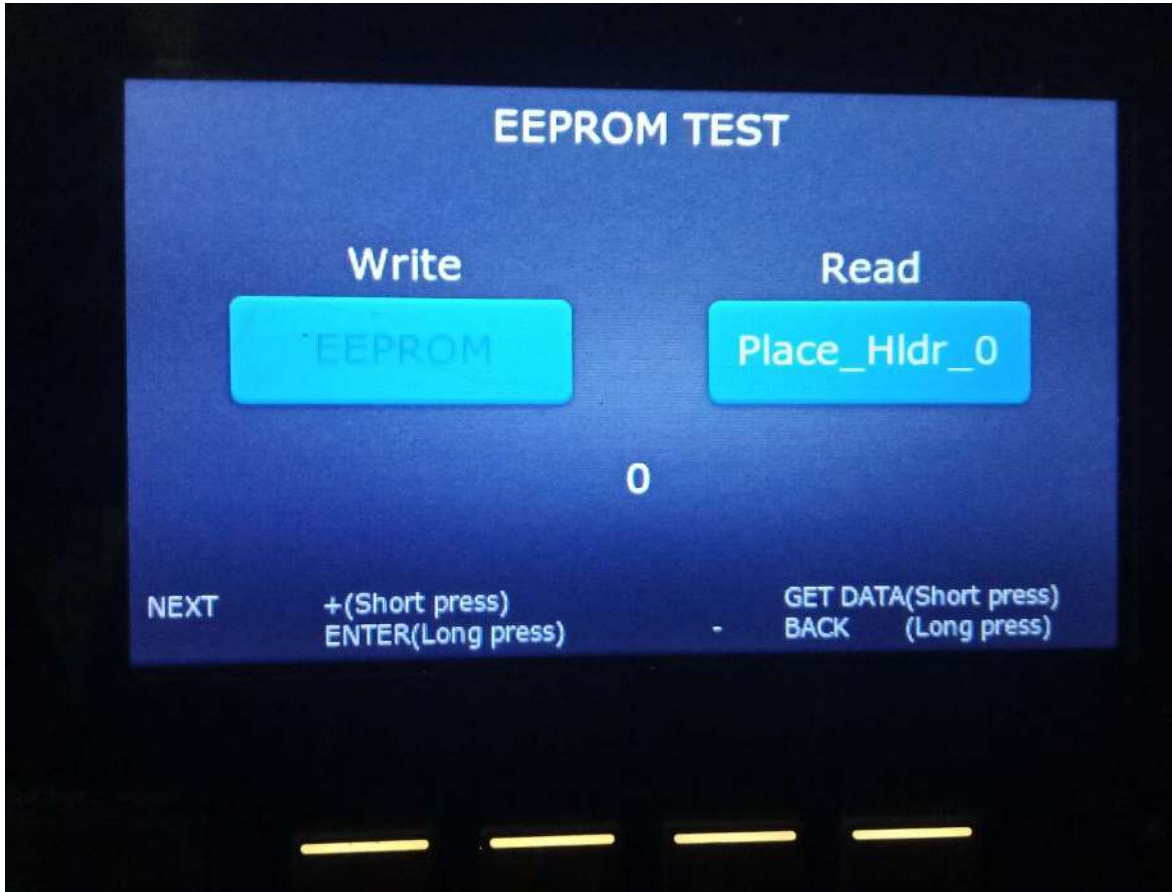 EEPROM TEST
Write
Read
EEPROM
Place_Hldr_0
0
NEXT
+(Short press)
ENTER(Long press)
-
GET DATA(Short press)
BACK (Long press)